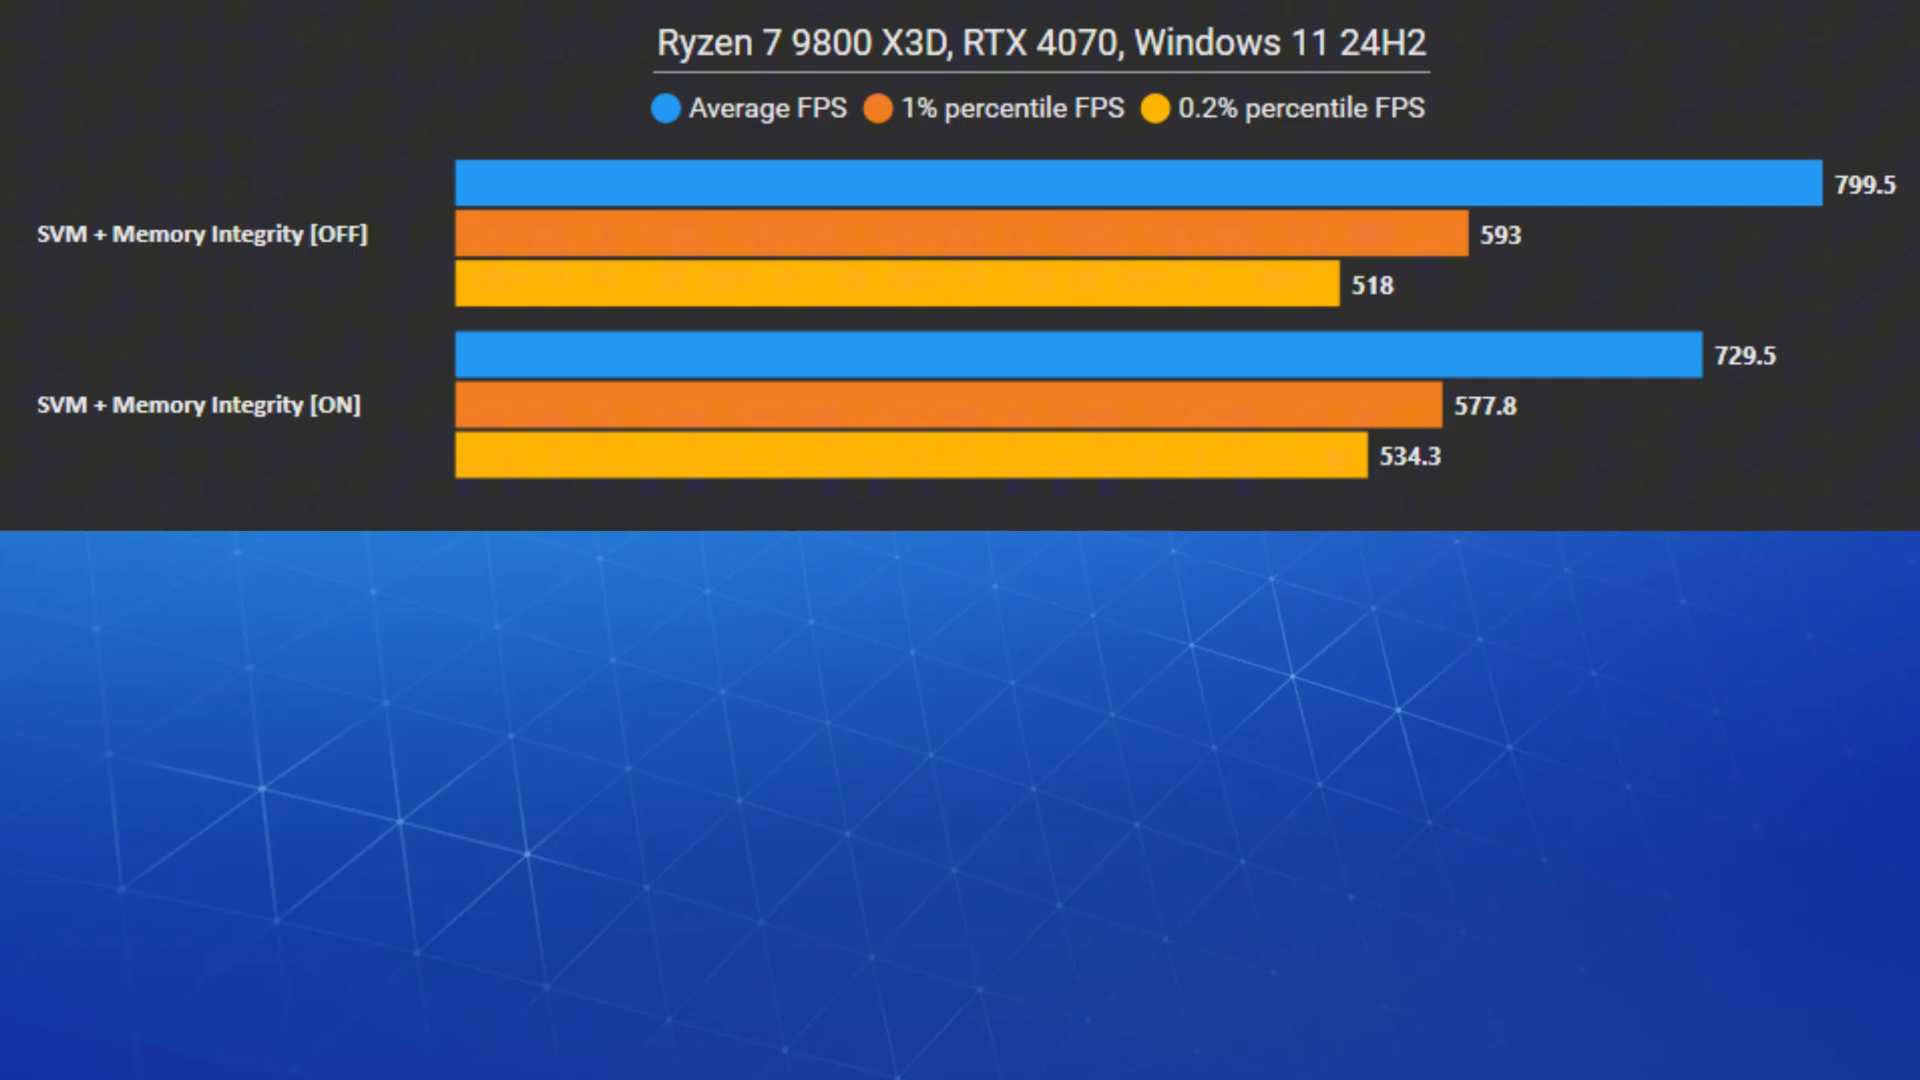 Ryzen 7 9800 X3D, RTX 4070, Windows 11 24H2
Average FPS 1% percentile FPS 0.2% percentile FPS
799.5
SVM + Memory Integrity [OFF] 593
518
729.5
SVM + Memory Integrity [ON] 577.8
534.3